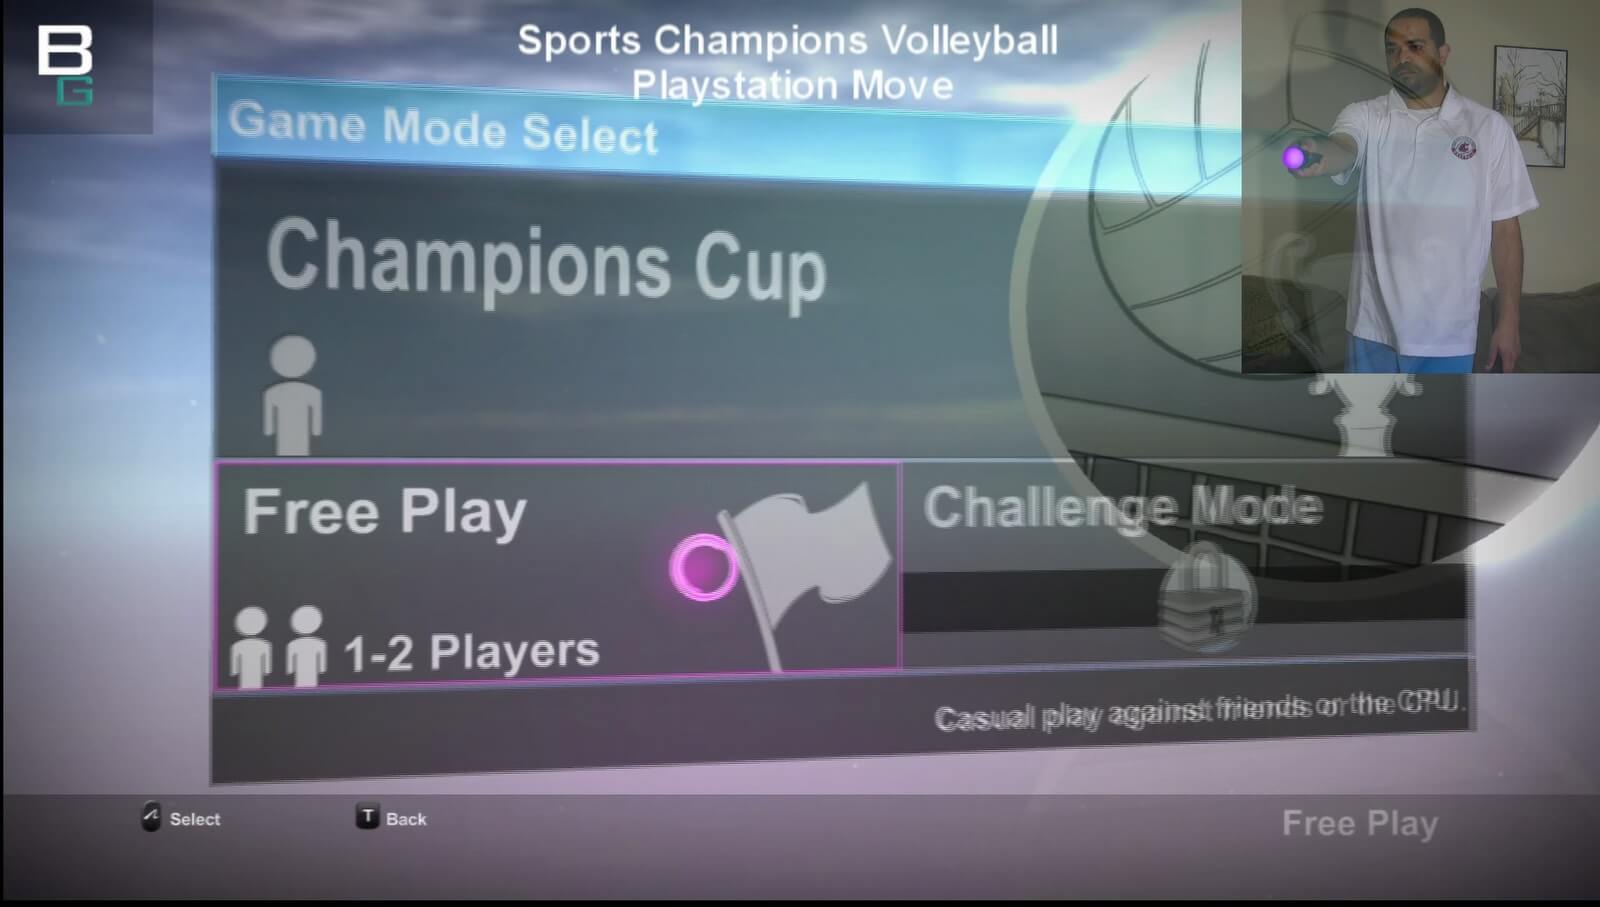 B
G
Sports Champions Volleyball
Playstation Move
Game Mode Select
Champions Cup
Free Play
1-2 Players
Challenge Mode
Casual play against friends or the CPU.
Select
T Back
Free Play